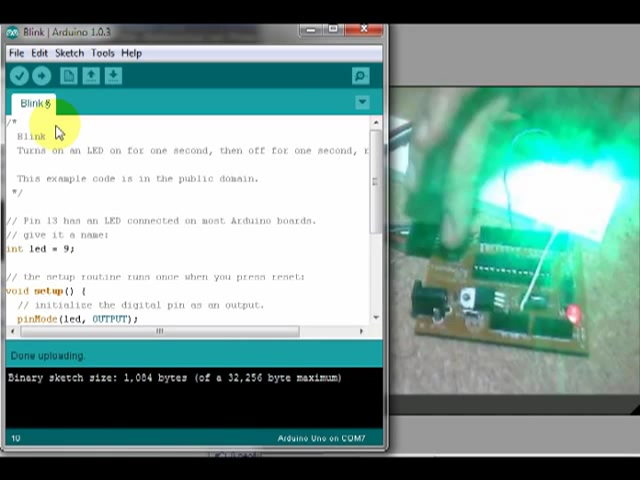 Blink | Arduino 1.0.3
File Edit Sketch Tools Help
Blink §
/*
Blink
Turns on an LED on for one second, then off for one second, r
This example code is in the public domain.
*/
// Pin 13 has an LED connected on most Arduino boards.
// give it a name:
int led = 9;
// the setup routine runs once when you press reset:
void setup() {
// initialize the digital pin as an output.
pinMode(led, OUTPUT);
Done uploading.
Binary sketch size: 1,084 bytes (of a 32,256 byte maximum)
10
Arduino Uno on COM7